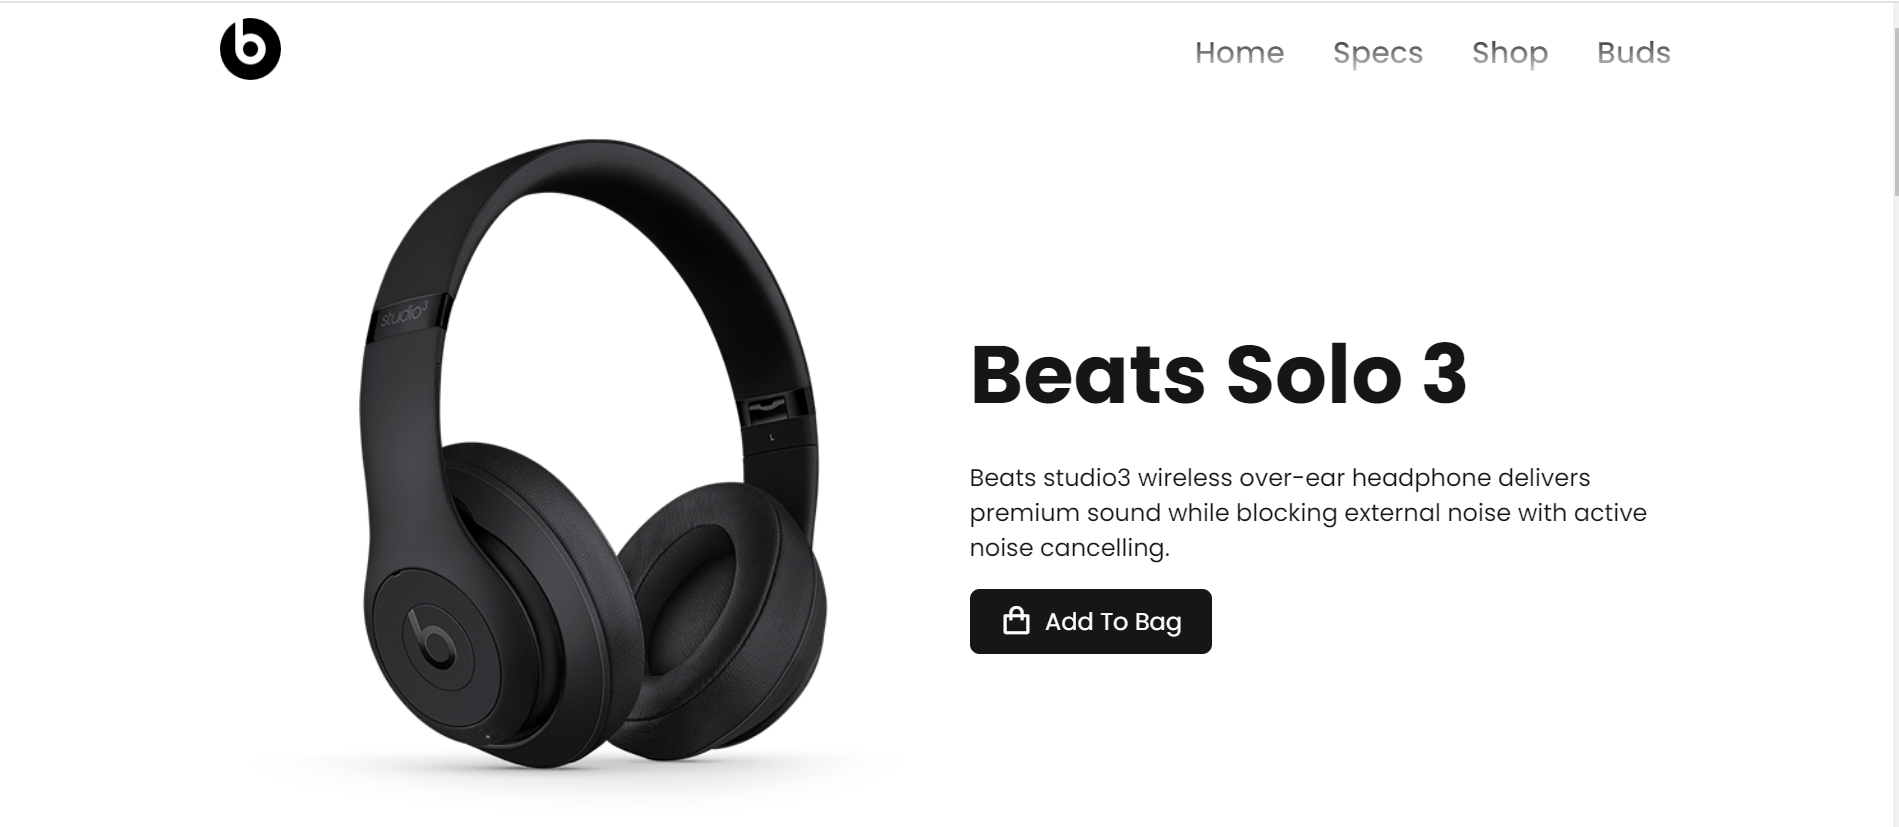 Home Specs Shop Buds
studio3
L
Beats Solo 3
Beats studio3 wireless over-ear headphone delivers
premium sound while blocking external noise with active
noise cancelling.
Add To Bag